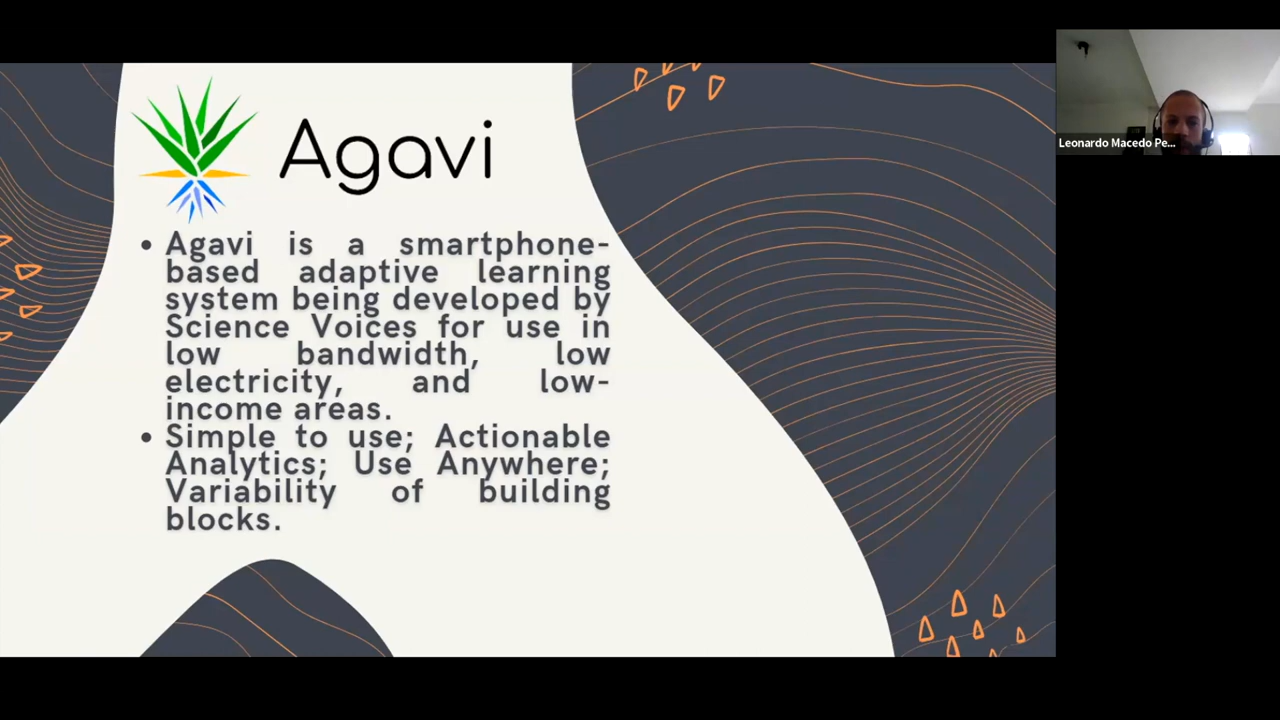 Agavi
• Agavi is a smartphone-
based adaptive learning
system being developed by
Science Voices for use in
low bandwidth, low
electricity, and low-
income areas.
• Simple to use; Actionable
Analytics; Use Anywhere;
Variability of building
blocks.
Leonardo Macedo Pe...